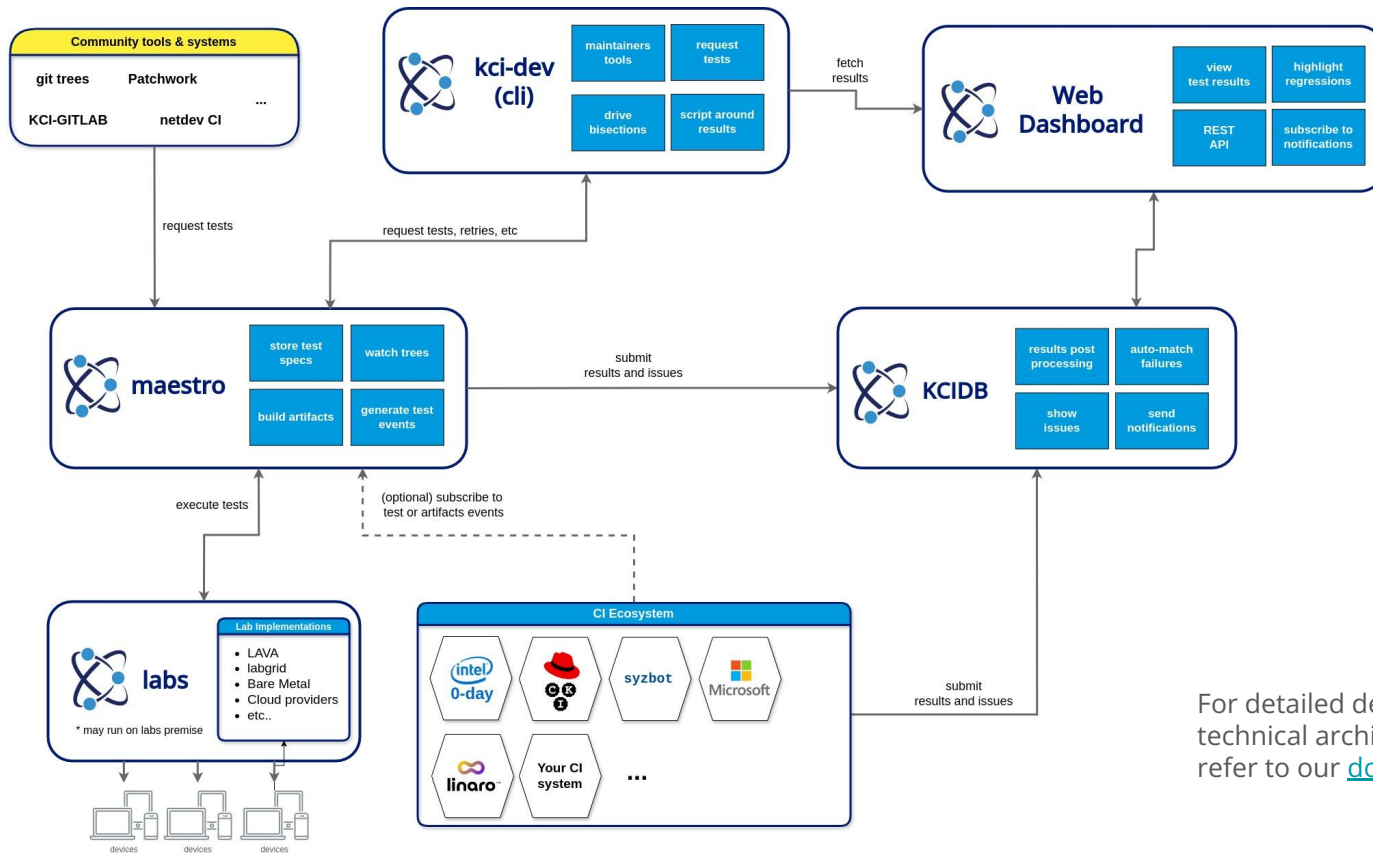 Community tools & systems
git trees Patchwork
...
KCI-GITLAB netdev CI
kci-dev
(cli)
maintainers
tools
request
tests
drive
bisections
script around
results
fetch
results
Web
Dashboard
view
test results
highlight
regressions
REST
API
subscribe to
notifications
request tests
request tests, retries, etc
maestro
store test
specs
watch trees
build artifacts
generate test
events
submit
results and issues
KCIDB
results post
processing
auto-match
failures
show
issues
send
notifications
execute tests
(optional) subscribe to
test or artifacts events
labs
* may run on labs premise
Lab Implementations
• LAVA
• labgrid
• Bare Metal
• Cloud providers
• etc..
devices
devices
devices
CI Ecosystem
intel
0-day
CKI
syzbot
Microsoft
linaro™
Your CI
system
...
submit
results and issues
For detailed de
technical archi
refer to our do